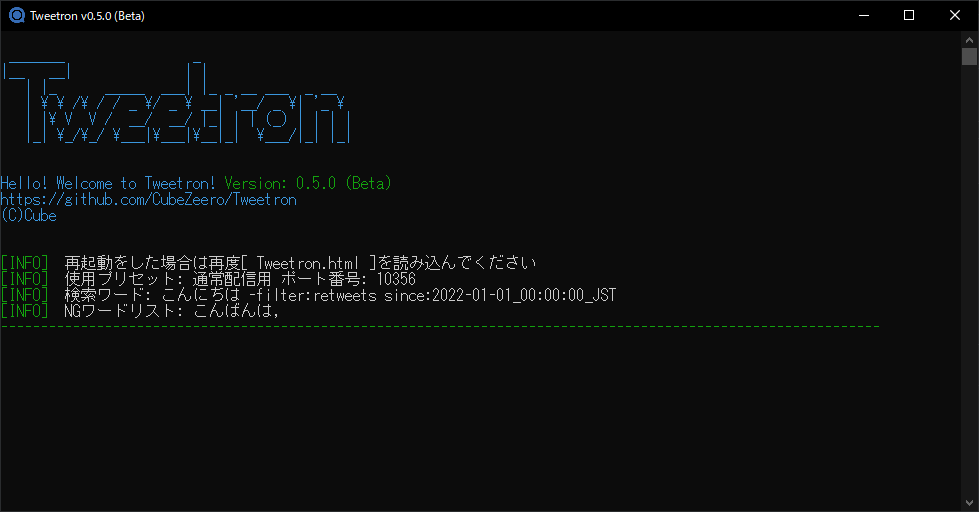 Tweetron v0.5.0 (Beta)
Tweetron
Hello! Welcome to Tweetron! Version: 0.5.0 (Beta)
https://github.com/CubeZeero/Tweetron
(C)Cube
[INFO] 再起動をした場合は再度[ Tweetron.html ]を読み込んでください
[INFO] 使用プリセット: 通常配信用 ポート番号: 10356
[INFO] 検索ワード: こんにちは -filter:retweets since:2022-01-01_00:00:00_JST
[INFO] NGワードリスト: こんばんは,
--------------------------------------------------------------------------------------------------------------